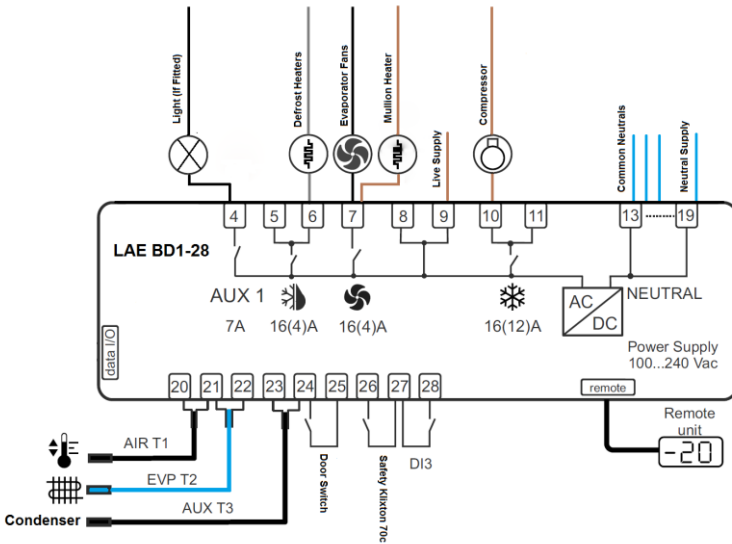 Light (If Fitted)
Defrost Heaters
Evaporator Fans
Mullion Heater
Live Supply
Compressor
Common Neutrals
Neutral Supply
4 5 6 7 8 9 10 11 13 19
LAE BD1-28
AUX 1
7A 16(4)A 16(4)A 16(12)A
AC
DC
NEUTRAL
Power Supply
100...240 Vac
data I/O
20 21 22 23 24 25 26 27 28
remote
Remote
unit
-20
AIR T1
EVP T2
AUX T3
Condenser
Door Switch
Safety Klixton 70c
DI3